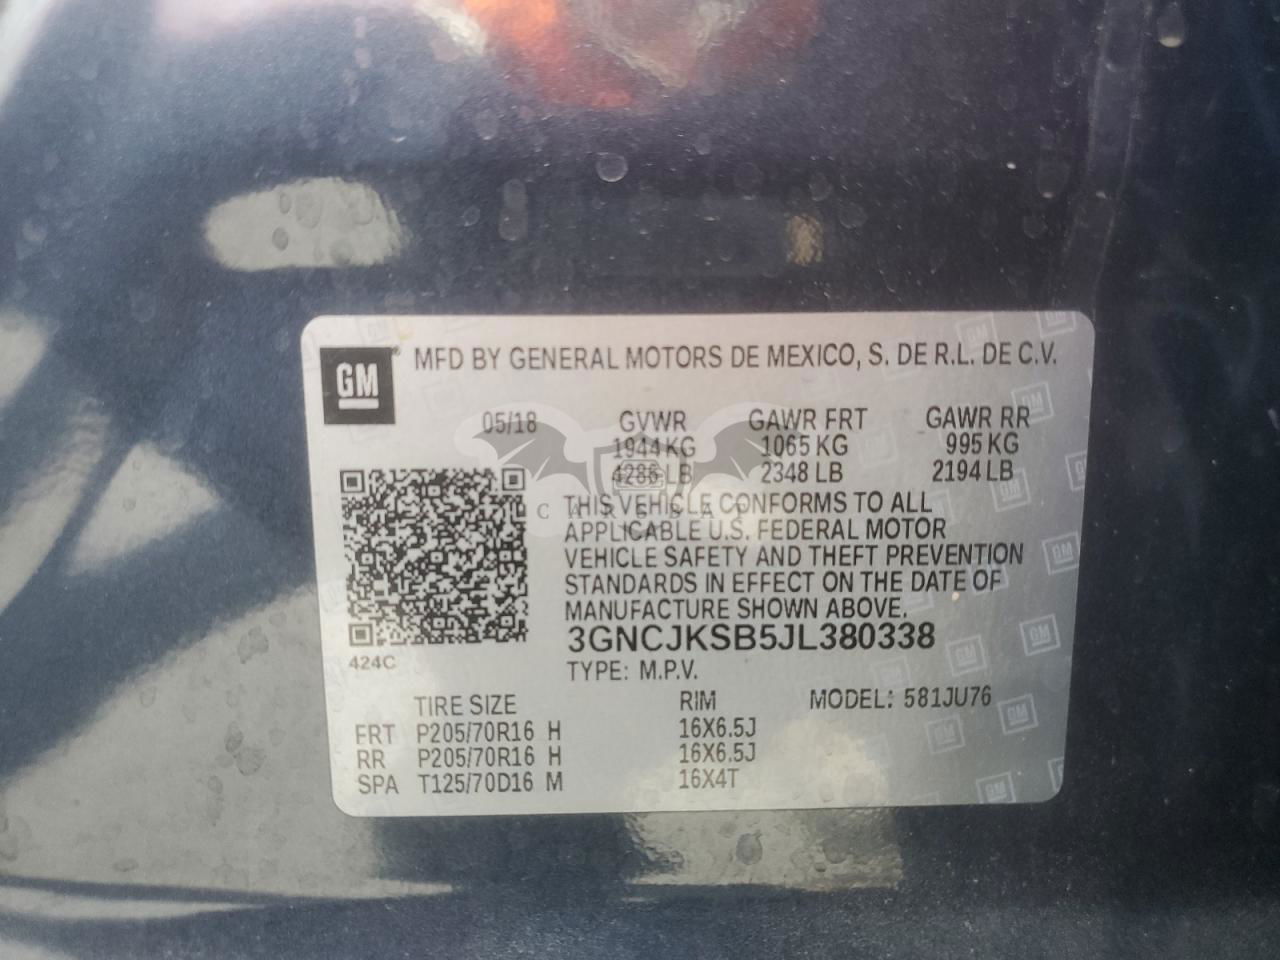 GM
MFD BY GENERAL MOTORS DE MEXICO, S. DE R.L. DE C.V.
05/18 GVWR GAWR FRT GAWR RR
1944 KG 1065 KG 995 KG
4286 LB 2348 LB 2194 LB
THIS VEHICLE CONFORMS TO ALL
APPLICABLE U.S. FEDERAL MOTOR
VEHICLE SAFETY AND THEFT PREVENTION
STANDARDS IN EFFECT ON THE DATE OF
MANUFACTURE SHOWN ABOVE.
3GNCJKSB5JL380338
424C
TYPE: M.P.V.
TIRE SIZE RIM MODEL: 581JU76
FRT P205/70R16 H 16X6.5J
RR P205/70R16 H 16X6.5J
SPA T125/70D16 M 16X4T